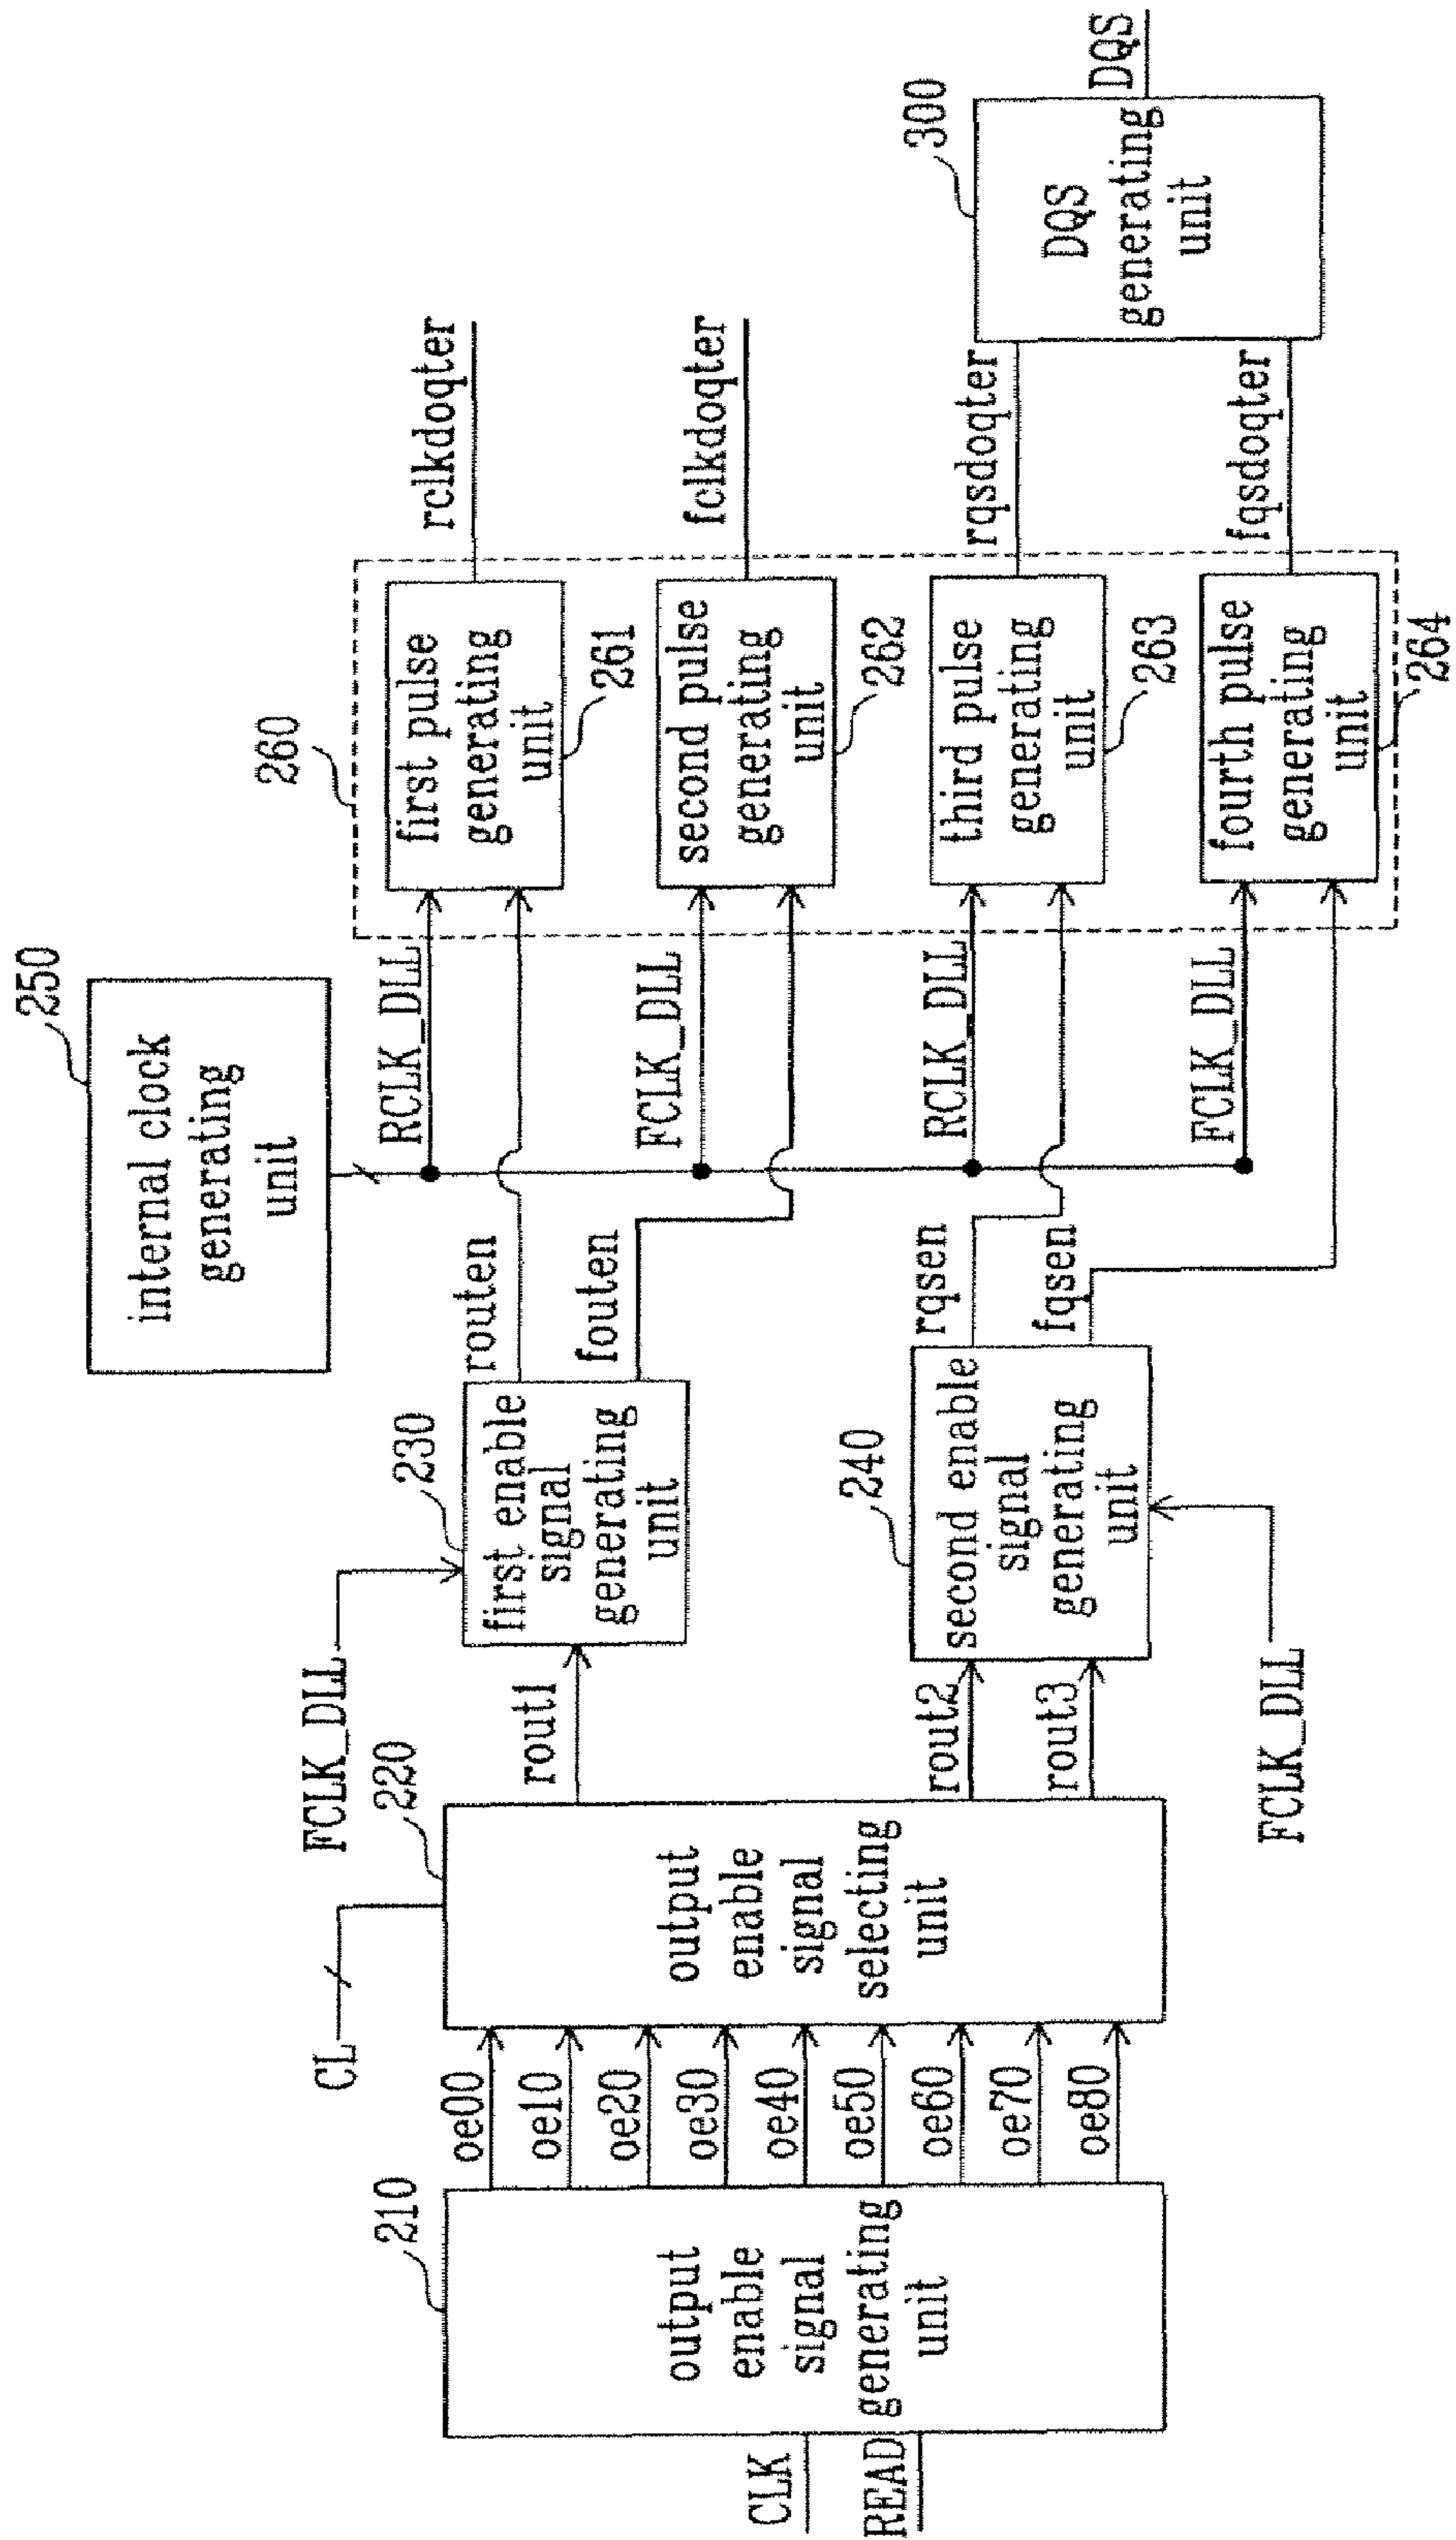 CLK
READ
output
enable
signal
generating
unit
210
oe00
oe10
oe20
oe30
oe40
oe50
oe60
oe70
oe80
CL
output
enable
signal
selecting
unit
220
rout1
rout2
rout3
FCLK_DLL
first enable
signal
generating
unit
230
routen
fouten
second enable
signal
generating
unit
240
FCLK_DLL
rqsen
fqsen
internal clock
generating
unit
250
RCLK_DLL
FCLK_DLL
RCLK_DLL
FCLK_DLL
260
first pulse
generating
unit
261
second pulse
generating
unit
262
third pulse
generating
unit
263
fourth pulse
generating
unit
264
rclkdoqter
fclkdoqter
rqsdoqter
fqsdoqter
DQS
generating
unit
300
DQS